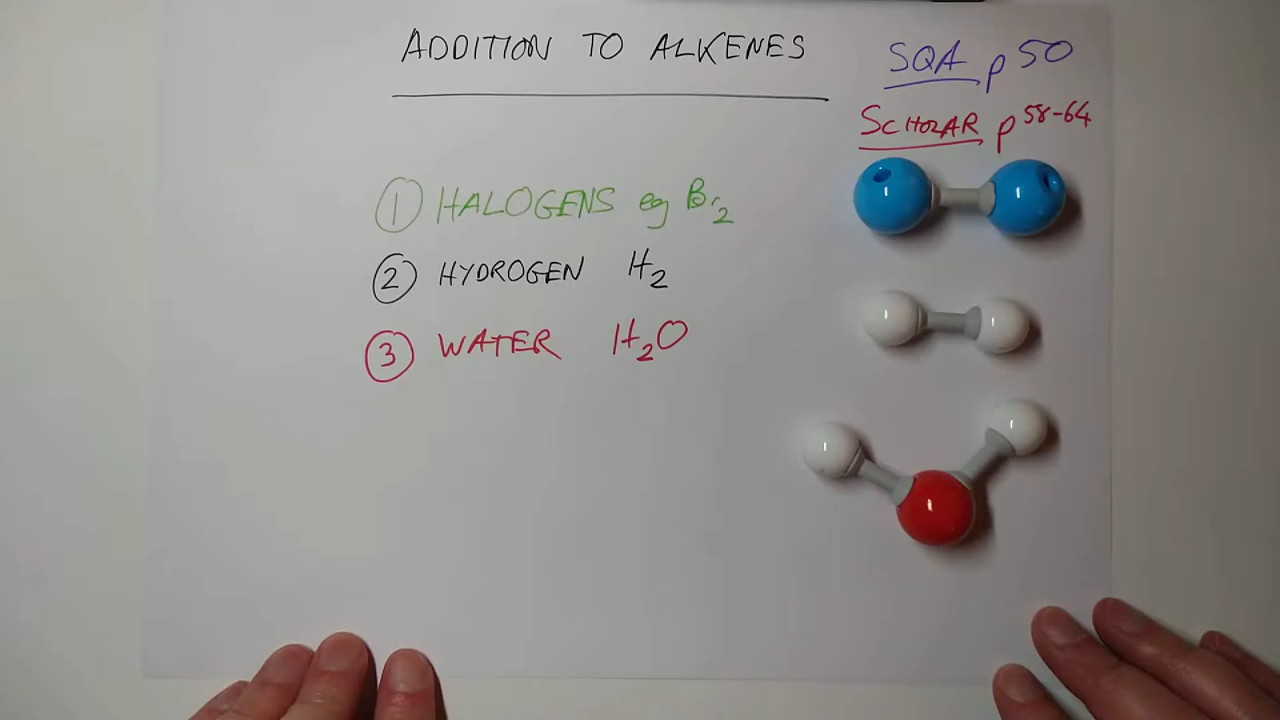 ADDITION TO ALKENES
SQA p 50
SCHOLAR p 58-64
① HALOGENS eg Br₂
② HYDROGEN H₂
③ WATER H₂O